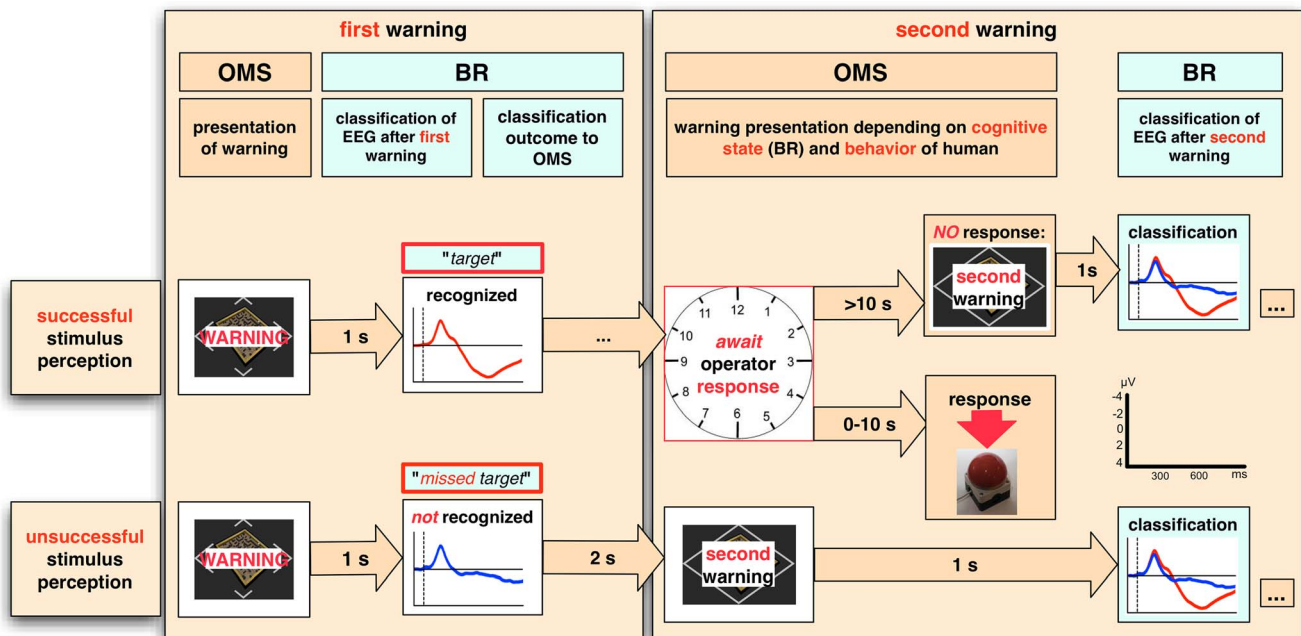 first warning
second warning
OMS
BR
OMS
BR
presentation
of warning
classification of
EEG after first
warning
classification
outcome to
OMS
warning presentation depending on cognitive
state (BR) and behavior of human
classification of
EEG after second
warning
successful
stimulus
perception
WARNING
1 s
"target"
recognized
...
12
1
2
3
4
5
6
7
8
9
10
11
await
operator
response
>10 s
NO response:
second
warning
1s
classification
...
0-10 s
response
µV
-4
-2
0
2
4
300
600
ms
unsuccessful
stimulus
perception
WARNING
1 s
"missed target"
not recognized
2 s
second
warning
1 s
classification
...